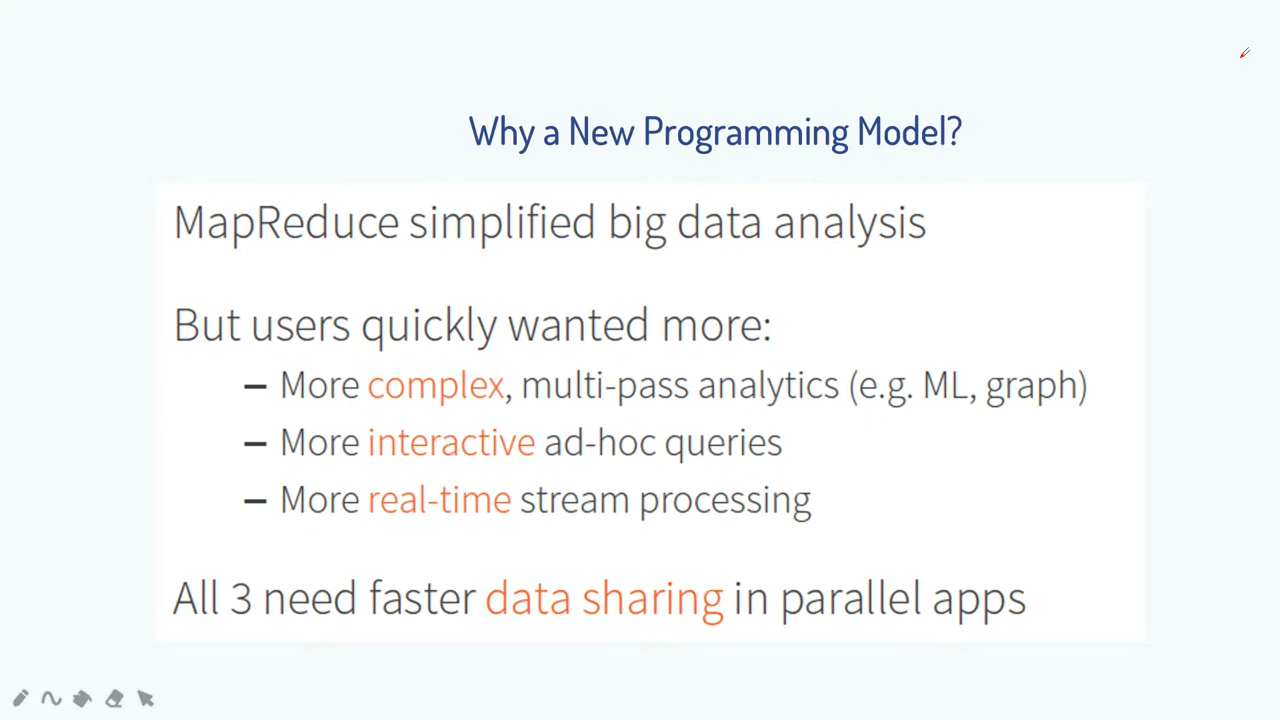 Why a New Programming Model?
MapReduce simplified big data analysis
But users quickly wanted more:
– More complex, multi-pass analytics (e.g. ML, graph)
– More interactive ad-hoc queries
– More real-time stream processing
All 3 need faster data sharing in parallel apps